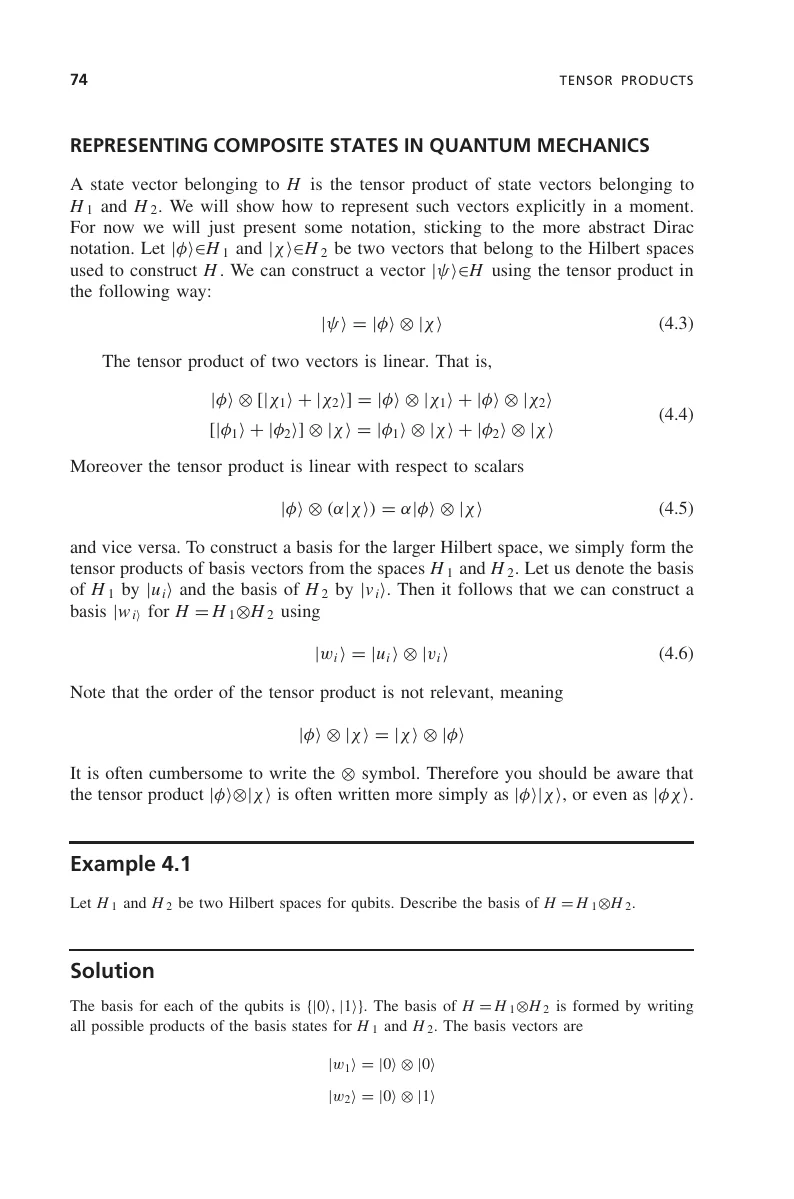 74 TENSOR PRODUCTS
REPRESENTING COMPOSITE STATES IN QUANTUM MECHANICS
A state vector belonging to H is the tensor product of state vectors belonging to
H₁ and H₂. We will show how to represent such vectors explicitly in a moment.
For now we will just present some notation, sticking to the more abstract Dirac
notation. Let |ϕ⟩∈H₁ and |χ⟩∈H₂ be two vectors that belong to the Hilbert spaces
used to construct H. We can construct a vector |ψ⟩∈H using the tensor product in
the following way:
|ψ⟩ = |ϕ⟩ ⊗ |χ⟩ (4.3)
The tensor product of two vectors is linear. That is,
|ϕ⟩ ⊗ [|χ₁⟩ + |χ₂⟩] = |ϕ⟩ ⊗ |χ₁⟩ + |ϕ⟩ ⊗ |χ₂⟩
(4.4)
[|ϕ₁⟩ + |ϕ₂⟩] ⊗ |χ⟩ = |ϕ₁⟩ ⊗ |χ⟩ + |ϕ₂⟩ ⊗ |χ⟩
Moreover the tensor product is linear with respect to scalars
|ϕ⟩ ⊗ (α|χ⟩) = α|ϕ⟩ ⊗ |χ⟩ (4.5)
and vice versa. To construct a basis for the larger Hilbert space, we simply form the
tensor products of basis vectors from the spaces H₁ and H₂. Let us denote the basis
of H₁ by |uᵢ⟩ and the basis of H₂ by |vᵢ⟩. Then it follows that we can construct a
basis |wᵢ⟩ for H = H₁⊗H₂ using
|wᵢ⟩ = |uᵢ⟩ ⊗ |vᵢ⟩ (4.6)
Note that the order of the tensor product is not relevant, meaning
|ϕ⟩ ⊗ |χ⟩ = |χ⟩ ⊗ |ϕ⟩
It is often cumbersome to write the ⊗ symbol. Therefore you should be aware that
the tensor product |ϕ⟩⊗|χ⟩ is often written more simply as |ϕ⟩|χ⟩, or even as |ϕχ⟩.
Example 4.1
Let H₁ and H₂ be two Hilbert spaces for qubits. Describe the basis of H = H₁⊗H₂.
Solution
The basis for each of the qubits is {|0⟩, |1⟩}. The basis of H = H₁⊗H₂ is formed by writing
all possible products of the basis states for H₁ and H₂. The basis vectors are
|w₁⟩ = |0⟩ ⊗ |0⟩
|w₂⟩ = |0⟩ ⊗ |1⟩